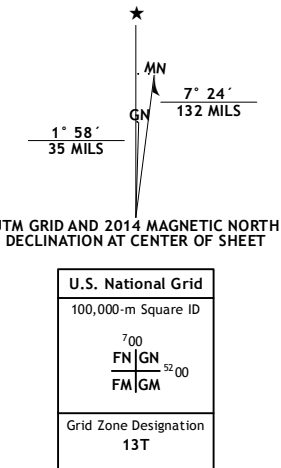 ★
MN
GN
7° 24´
132 MILS
1° 58´
35 MILS
UTM GRID AND 2014 MAGNETIC NORTH
DECLINATION AT CENTER OF SHEET
U.S. National Grid
100,000-m Square ID
700
FN GN
5200
FM GM
Grid Zone Designation
13T